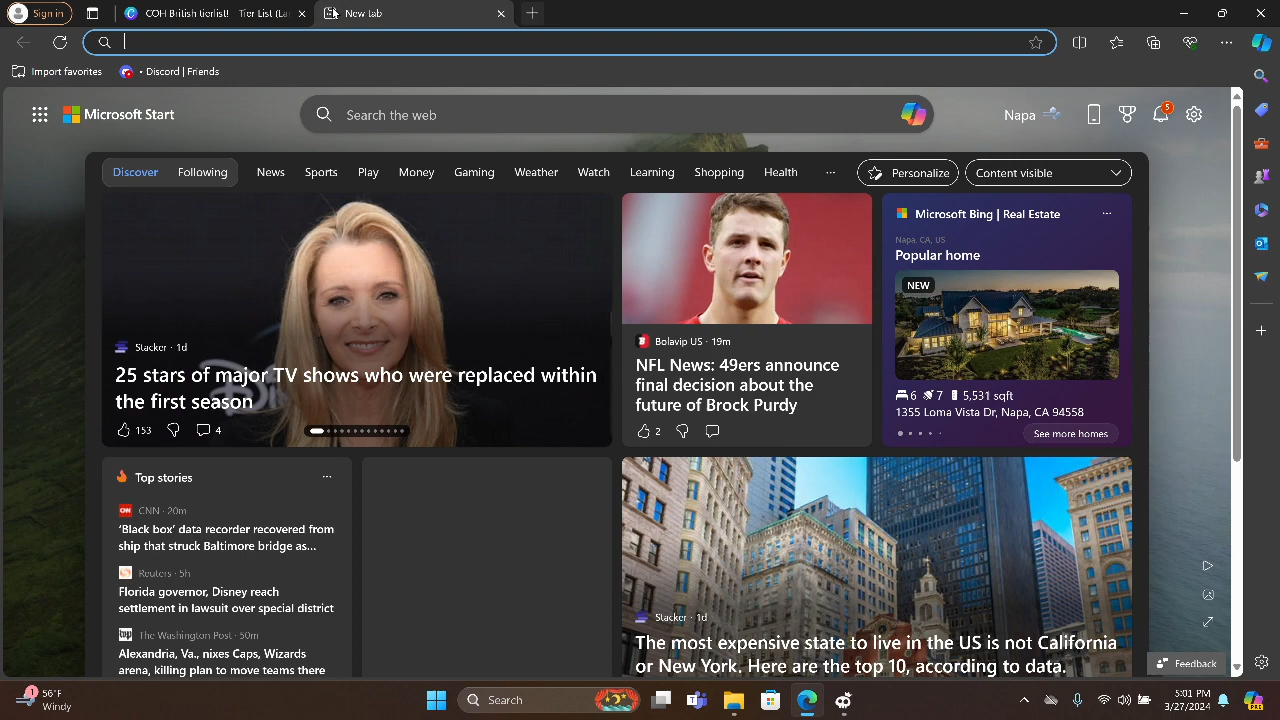 Sign in
COH British tierlist! - Tier List (La
New tab
Import favorites
• Discord | Friends
Microsoft Start
Search the web
Napa
5
Discover
Following
News
Sports
Play
Money
Gaming
Weather
Watch
Learning
Shopping
Health
Personalize
Content visible
Stacker · 1d
25 stars of major TV shows who were replaced within
the first season
153
4
Bolavip US · 19m
NFL News: 49ers announce
final decision about the
future of Brock Purdy
2
Microsoft Bing | Real Estate
Napa, CA, US
Popular home
NEW
6 7 5,531 sqft
1355 Loma Vista Dr, Napa, CA 94558
See more homes
Top stories
CNN · 20m
‘Black box’ data recorder recovered from
ship that struck Baltimore bridge as...
Reuters · 5h
Florida governor, Disney reach
settlement in lawsuit over special district
The Washington Post · 50m
Alexandria, Va., nixes Caps, Wizards
arena, killing plan to move teams there
Stacker · 1d
The most expensive state to live in the US is not California
or New York. Here are the top 10, according to data.
Feedback
1
56°F
Windy
Search
5:01 PM
3/27/2024